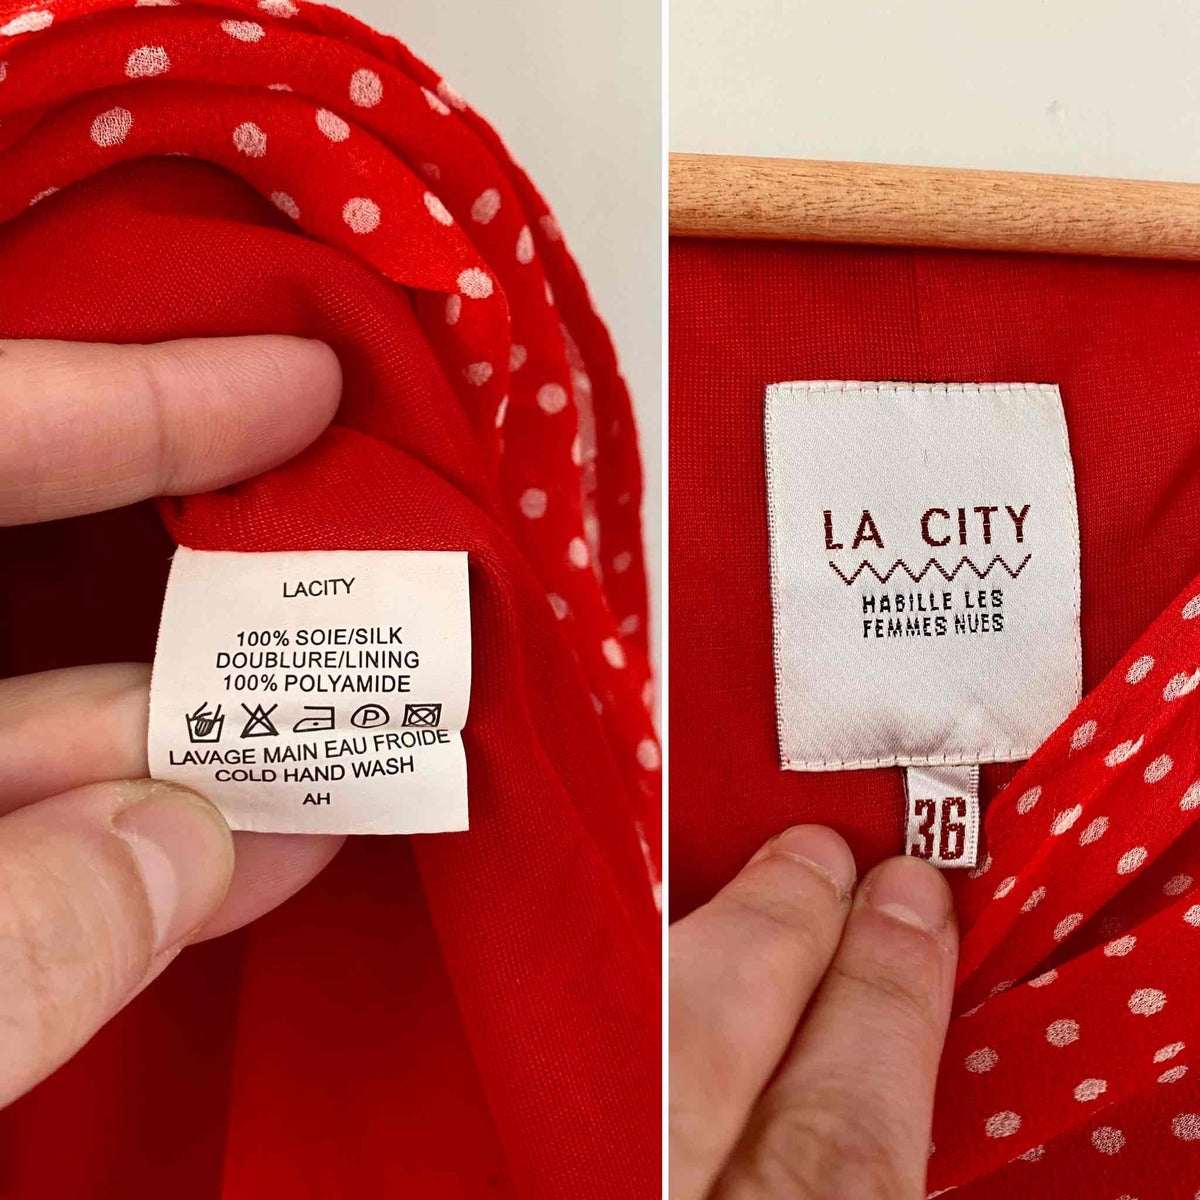 LACITY
100% SOIE/SILK
DOUBLURE/LINING
100% POLYAMIDE
P
LAVAGE MAIN EAU FROIDE
COLD HAND WASH
AH
LA CITY
HABILLE LES
FEMMES NUES
36